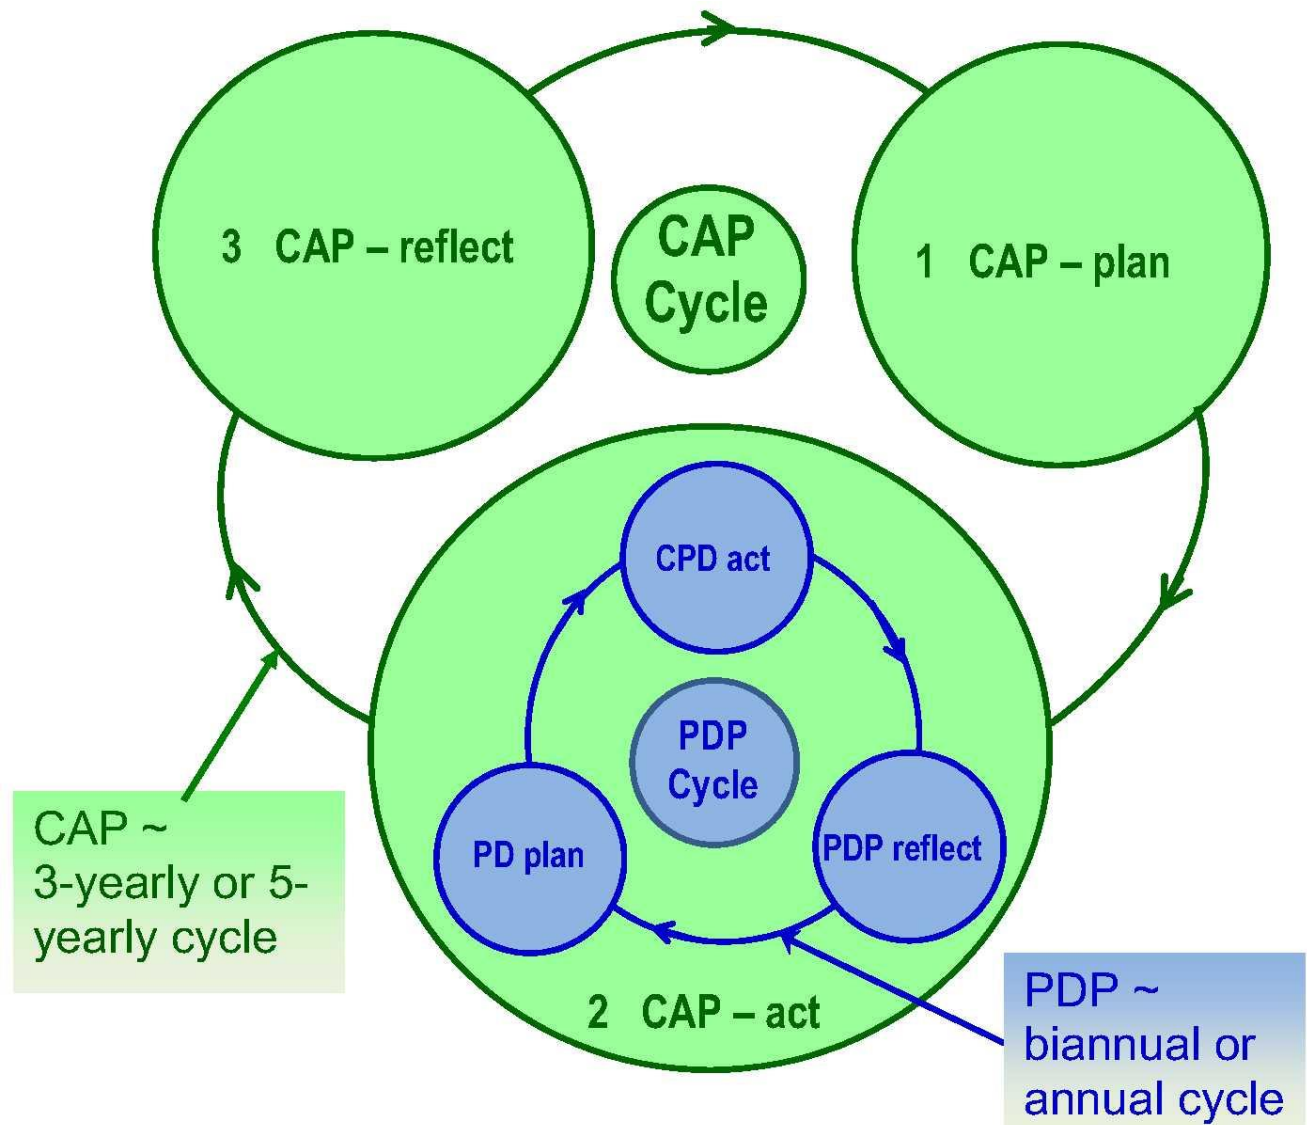 3 CAP – reflect
CAP
Cycle
1 CAP – plan
CPD act
PDP
Cycle
PD plan
PDP reflect
2 CAP – act
CAP ~
3-yearly or 5-
yearly cycle
PDP ~
biannual or
annual cycle